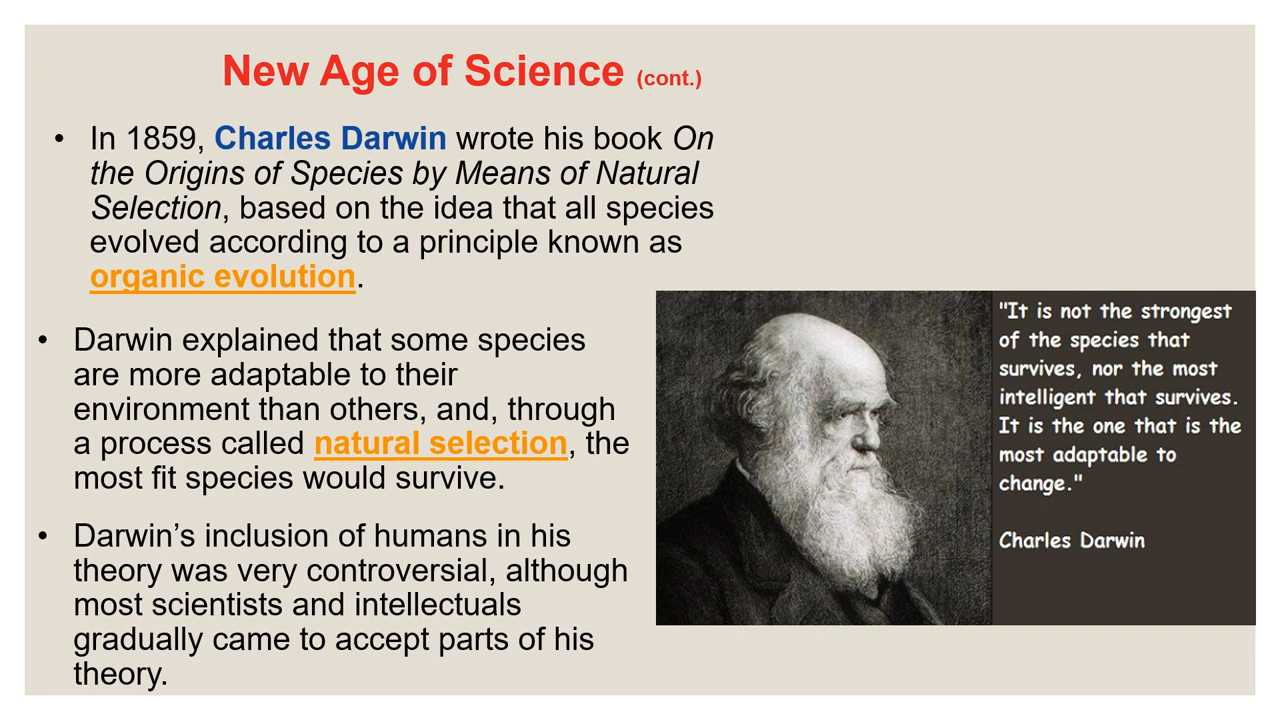 New Age of Science (cont.)
• In 1859, Charles Darwin wrote his book On
the Origins of Species by Means of Natural
Selection, based on the idea that all species
evolved according to a principle known as
organic evolution.
• Darwin explained that some species
are more adaptable to their
environment than others, and, through
a process called natural selection, the
most fit species would survive.
• Darwin’s inclusion of humans in his
theory was very controversial, although
most scientists and intellectuals
gradually came to accept parts of his
theory.
"It is not the strongest
of the species that
survives, nor the most
intelligent that survives.
It is the one that is the
most adaptable to
change."
Charles Darwin